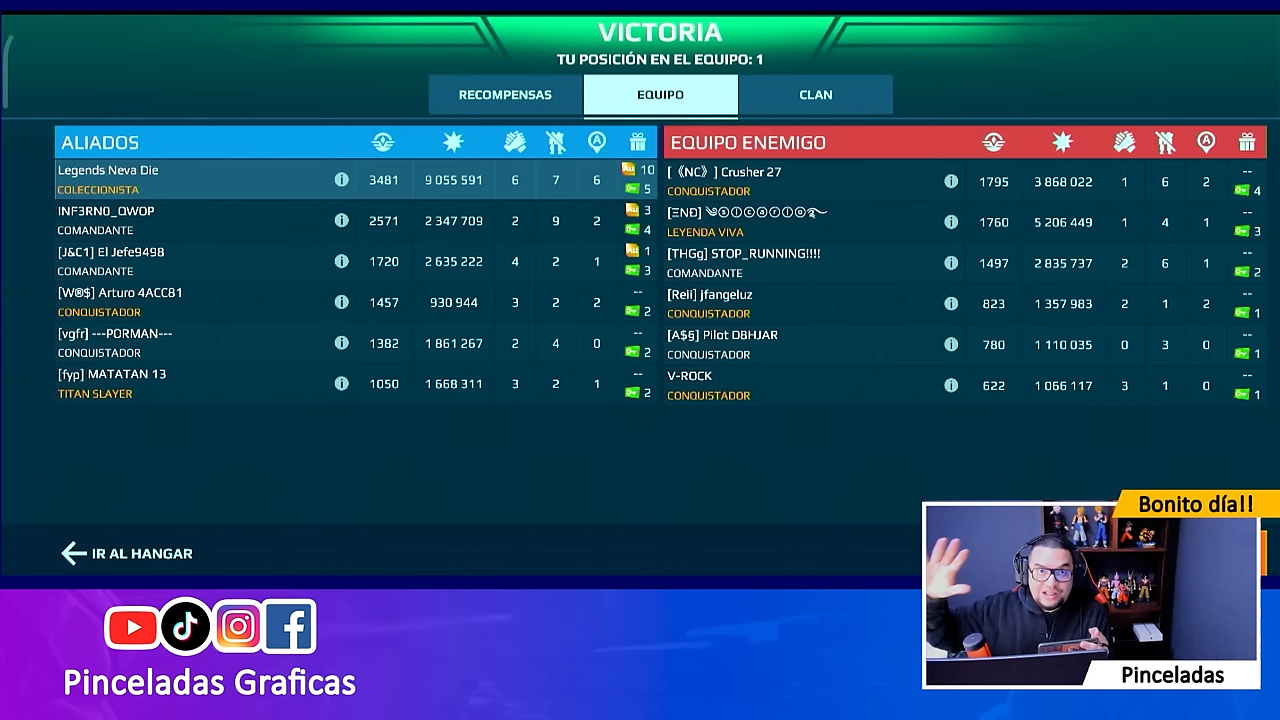 VICTORIA
TU POSICIÓN EN EL EQUIPO: 1
RECOMPENSAS EQUIPO CLAN
ALIADOS
Legends Neva Die 3481 9 055 591 6 7 6 Au 10
COLECCIONISTA 5
INF3RN0_QWOP 2571 2 347 709 2 9 2 Au 3
COMANDANTE 4
[J&C1] El Jefe9498 1720 2 635 222 4 2 1 Au 1
COMANDANTE 3
[W®$] Arturo 4ACC81 1457 930 944 3 2 2 --
CONQUISTADOR 2
[vgfr] ---PORMAN--- 1382 1 861 267 2 4 0 --
CONQUISTADOR 2
[fyp] MATATAN 13 1050 1 668 311 3 2 1 --
TITAN SLAYER 2
EQUIPO ENEMIGO
[《NC》] Crusher 27 1795 3 868 022 1 6 2 --
CONQUISTADOR 4
[ΞND] ༄ⓢⓘⓒⓐⓡⓘⓞ࿐ 1760 5 206 449 1 4 1 --
LEYENDA VIVA 3
[THGg] STOP_RUNNING!!!! 1497 2 835 737 2 6 1 --
COMANDANTE 2
[Reli] jfangeluz 823 1 357 983 2 1 2 --
CONQUISTADOR 1
[A$§] Pilot D8HJAR 780 1 110 035 0 3 0 --
CONQUISTADOR 1
V-ROCK 622 1 066 117 3 1 0 --
CONQUISTADOR 1
IR AL HANGAR
Bonito día!!
Pinceladas
Pinceladas Graficas